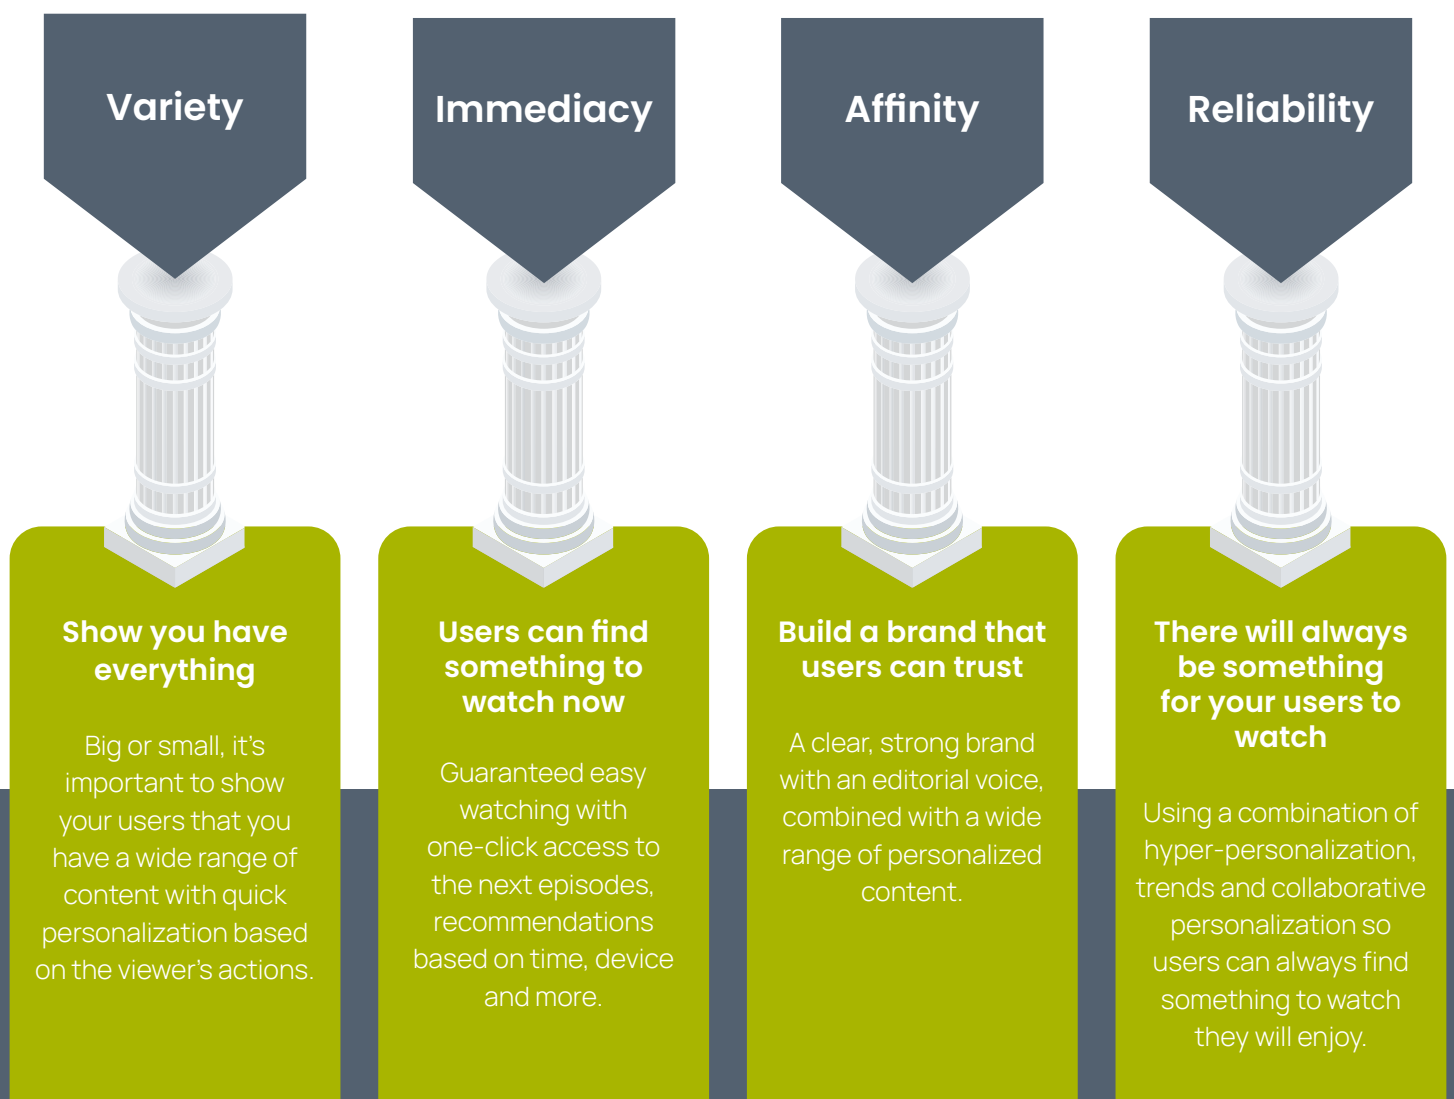 Variety
Show you have
everything
Big or small, it's
important to show
your users that you
have a wide range of
content with quick
personalization based
on the viewer's actions.
Immediacy
Users can find
something to
watch now
Guaranteed easy
watching with
one-click access to
the next episodes,
recommendations
based on time, device
and more.
Affinity
Build a brand that
users can trust
A clear, strong brand
with an editorial voice,
combined with a wide
range of personalized
content.
Reliability
There will always
be something
for your users to
watch
Using a combination of
hyper-personalization,
trends and collaborative
personalization so
users can always find
something to watch
they will enjoy.